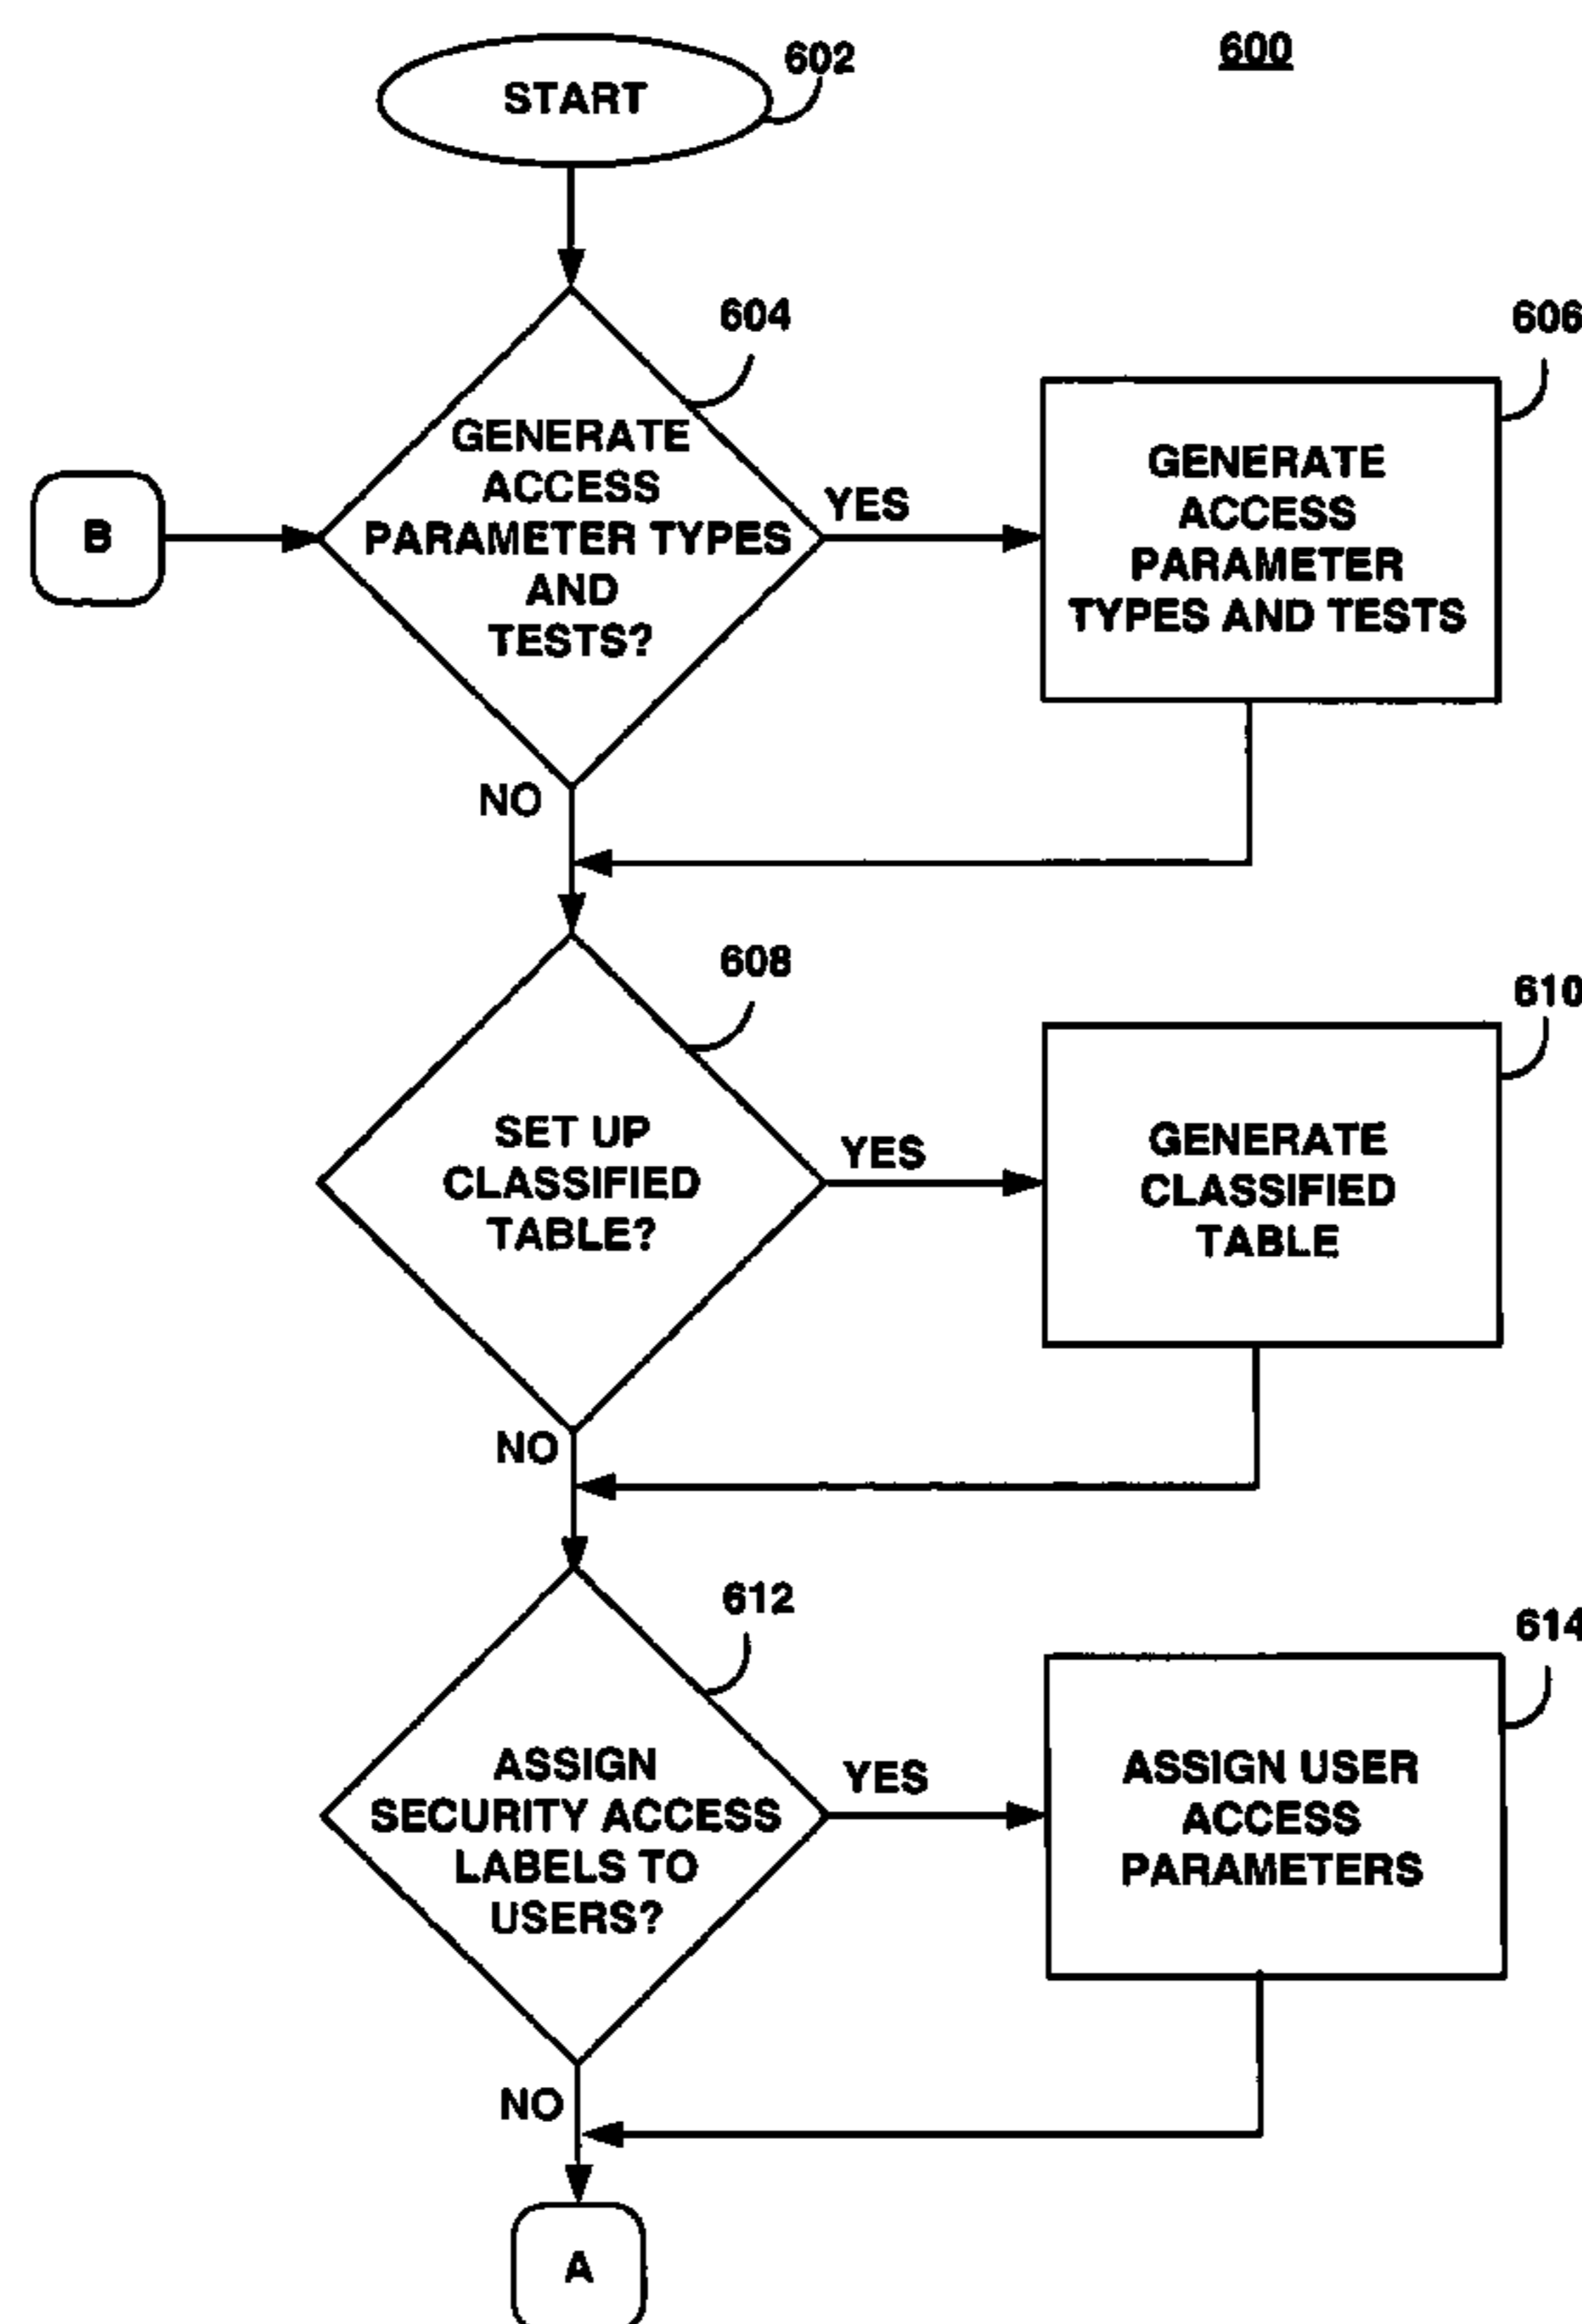 600
START
602
604
GENERATE
ACCESS
PARAMETER TYPES
AND
TESTS?
B
YES
606
GENERATE
ACCESS
PARAMETER
TYPES AND TESTS
NO
608
SET UP
CLASSIFIED
TABLE?
YES
610
GENERATE
CLASSIFIED
TABLE
NO
612
ASSIGN
SECURITY ACCESS
LABELS TO
USERS?
YES
614
ASSIGN USER
ACCESS
PARAMETERS
NO
A